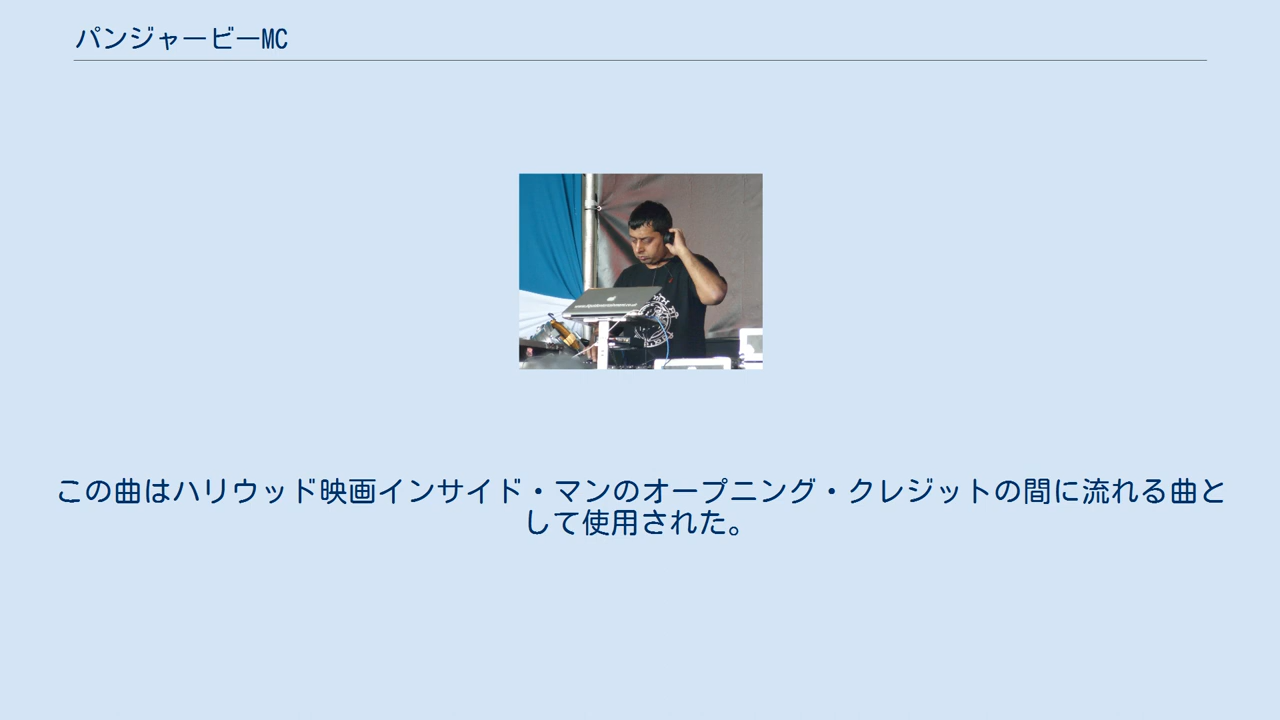 パンジャービーMC
この曲はハリウッド映画インサイド・マンのオープニング・クレジットの間に流れる曲と
して使用された。